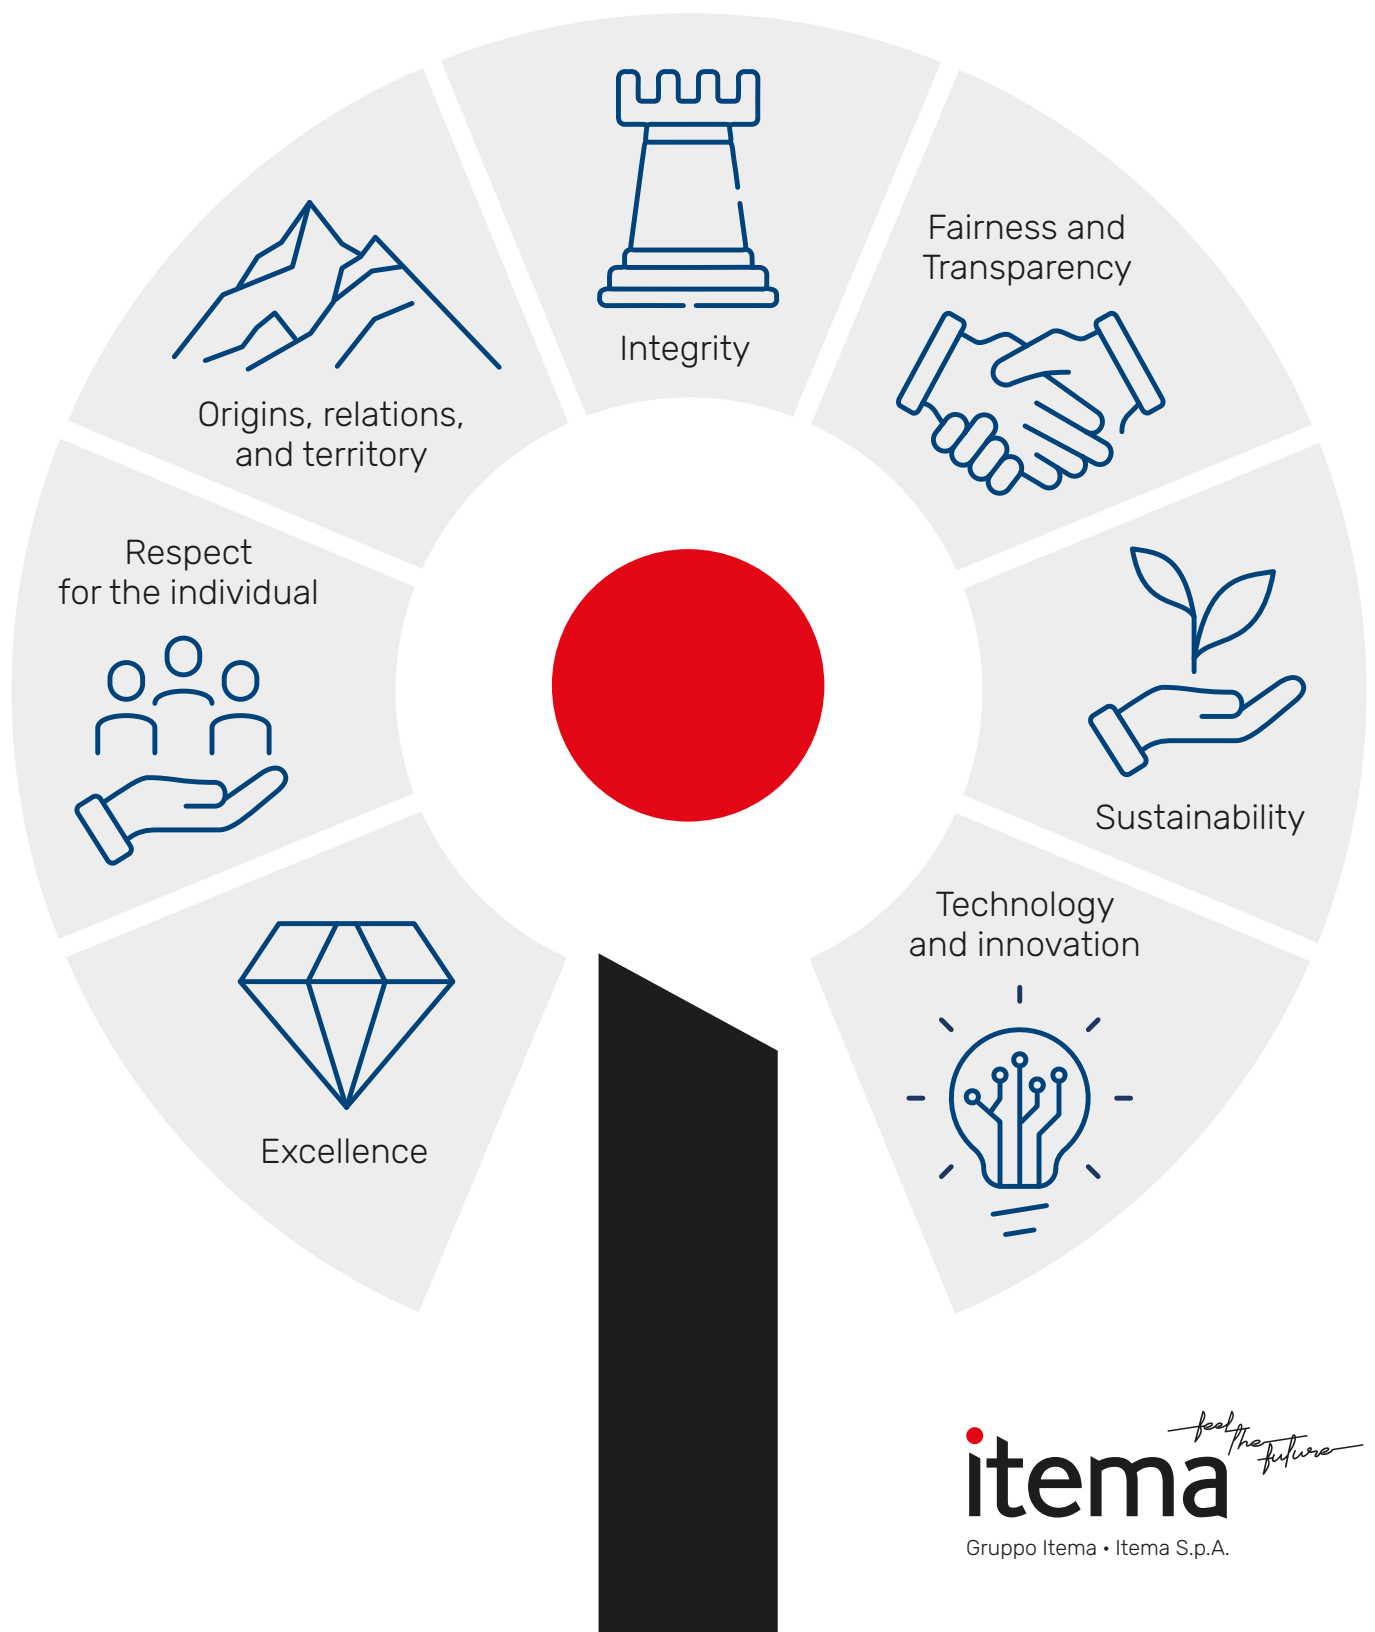 Integrity
Fairness and
Transparency
Origins, relations,
and territory
Respect
for the individual
Sustainability
Technology
and innovation
Excellence
feel
the
future
itema
Gruppo Itema • Itema S.p.A.